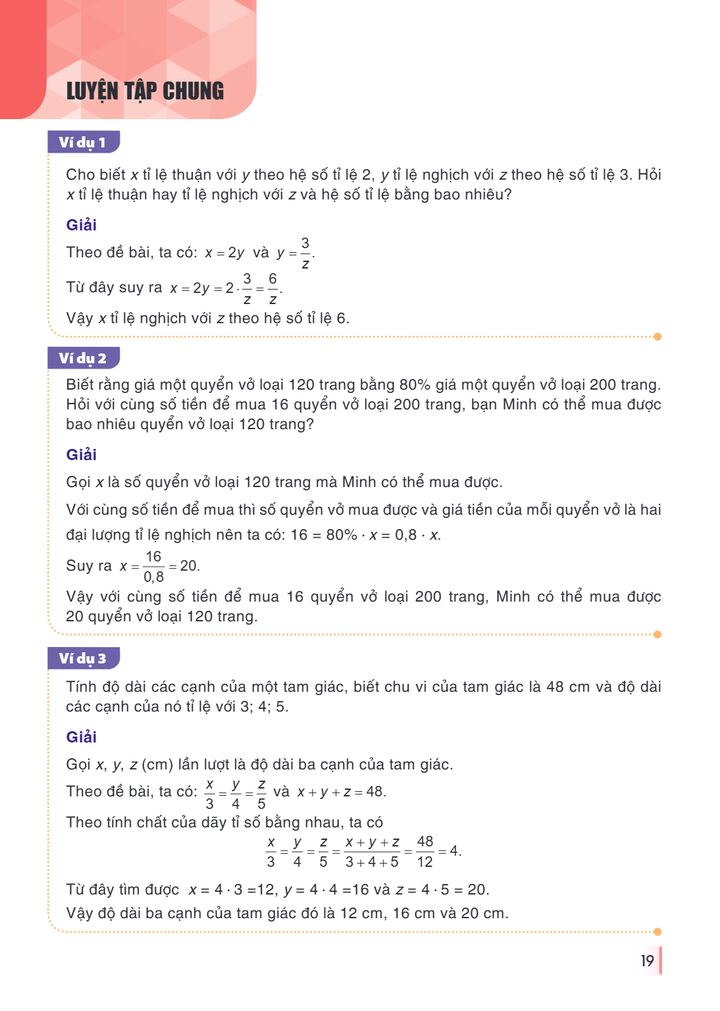 LUYỆN TẬP CHUNG
Ví dụ 1
Cho biết x tỉ lệ thuận với y theo hệ số tỉ lệ 2, y tỉ lệ nghịch với z theo hệ số tỉ lệ 3. Hỏi
x tỉ lệ thuận hay tỉ lệ nghịch với z và hệ số tỉ lệ bằng bao nhiêu?
Giải
Theo đề bài, ta có: x = 2y và y = 3/z.
Từ đây suy ra x = 2y = 2 · 3/z = 6/z.
Vậy x tỉ lệ nghịch với z theo hệ số tỉ lệ 6.
Ví dụ 2
Biết rằng giá một quyển vở loại 120 trang bằng 80% giá một quyển vở loại 200 trang.
Hỏi với cùng số tiền để mua 16 quyển vở loại 200 trang, bạn Minh có thể mua được
bao nhiêu quyển vở loại 120 trang?
Giải
Gọi x là số quyển vở loại 120 trang mà Minh có thể mua được.
Với cùng số tiền để mua thì số quyển vở mua được và giá tiền của mỗi quyển vở là hai
đại lượng tỉ lệ nghịch nên ta có: 16 = 80% · x = 0,8 · x.
Suy ra x = 16/0,8 = 20.
Vậy với cùng số tiền để mua 16 quyển vở loại 200 trang, Minh có thể mua được
20 quyển vở loại 120 trang.
Ví dụ 3
Tính độ dài các cạnh của một tam giác, biết chu vi của tam giác là 48 cm và độ dài
các cạnh của nó tỉ lệ với 3; 4; 5.
Giải
Gọi x, y, z (cm) lần lượt là độ dài ba cạnh của tam giác.
Theo đề bài, ta có: x/3 = y/4 = z/5 và x + y + z = 48.
Theo tính chất của dãy tỉ số bằng nhau, ta có
x/3 = y/4 = z/5 = (x + y + z)/(3 + 4 + 5) = 48/12 = 4.
Từ đây tìm được x = 4 · 3 =12, y = 4 · 4 =16 và z = 4 · 5 = 20.
Vậy độ dài ba cạnh của tam giác đó là 12 cm, 16 cm và 20 cm.
19